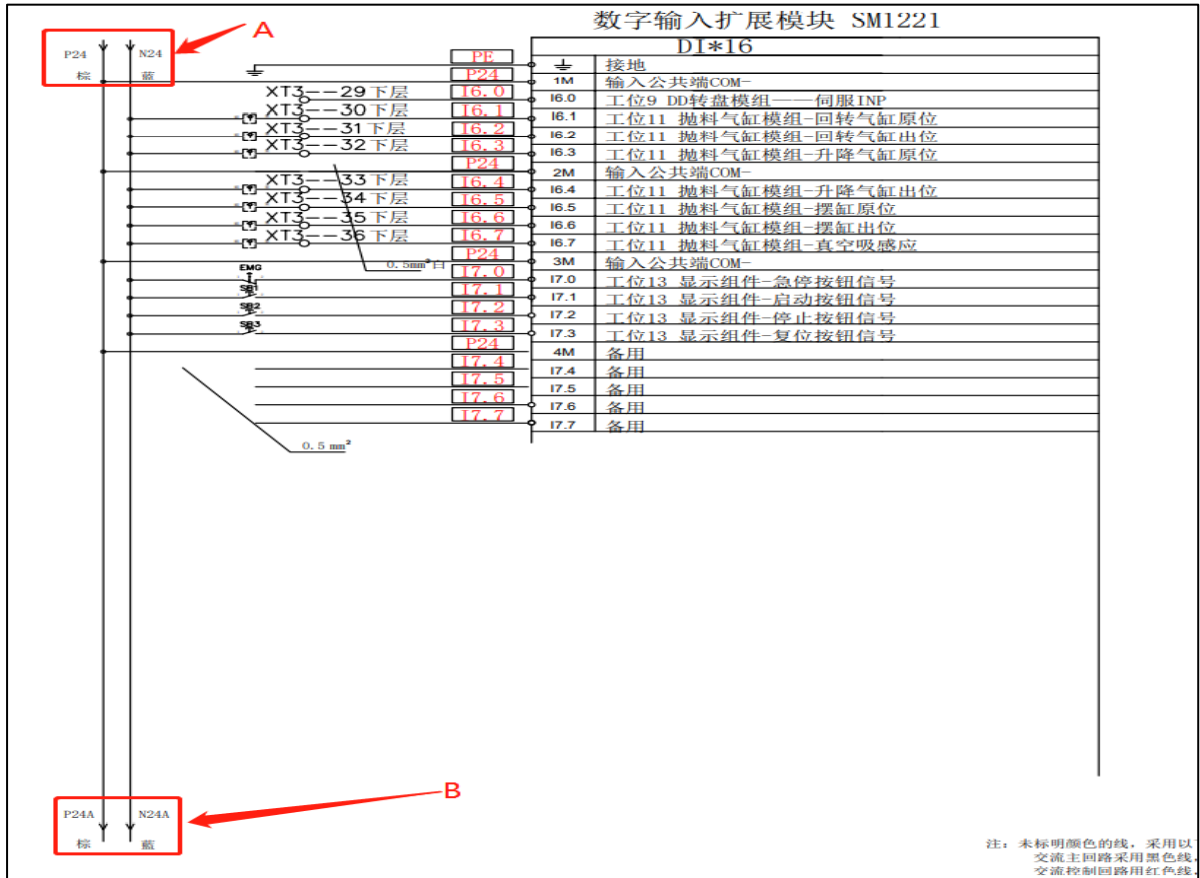 数字输入扩展模块 SM1221
A
P24
N24
棕
蓝
DI*16
PE
接地
P24
1M
输入公共端COM-
XT3--29下层
I6.0
I6.0
工位9 DD转盘模组——伺服INP
XT3--30下层
I6.1
I6.1
工位11 抛料气缸模组-回转气缸原位
XT3--31下层
I6.2
I6.2
工位11 抛料气缸模组-回转气缸出位
XT3--32下层
I6.3
I6.3
工位11 抛料气缸模组-升降气缸原位
P24
2M
输入公共端COM-
XT3--33下层
I6.4
I6.4
工位11 抛料气缸模组-升降气缸出位
XT3--34下层
I6.5
I6.5
工位11 抛料气缸模组-摆缸原位
XT3--35下层
I6.6
I6.6
工位11 抛料气缸模组-摆缸出位
XT3--36下层
I6.7
I6.7
工位11 抛料气缸模组-真空吸感应
0.5mm²白
P24
3M
输入公共端COM-
EMG
I7.0
I7.0
工位13 显示组件-急停按钮信号
SB1
I7.1
I7.1
工位13 显示组件-启动按钮信号
SB2
I7.2
I7.2
工位13 显示组件-停止按钮信号
SB3
I7.3
I7.3
工位13 显示组件-复位按钮信号
P24
4M
备用
I7.4
I7.4
备用
I7.5
I7.5
备用
I7.6
I7.6
备用
I7.7
I7.7
备用
0.5 mm²
B
P24A
N24A
棕
蓝
注：未标明颜色的线，采用以
交流主回路采用黑色线，
交流控制回路用红色线，